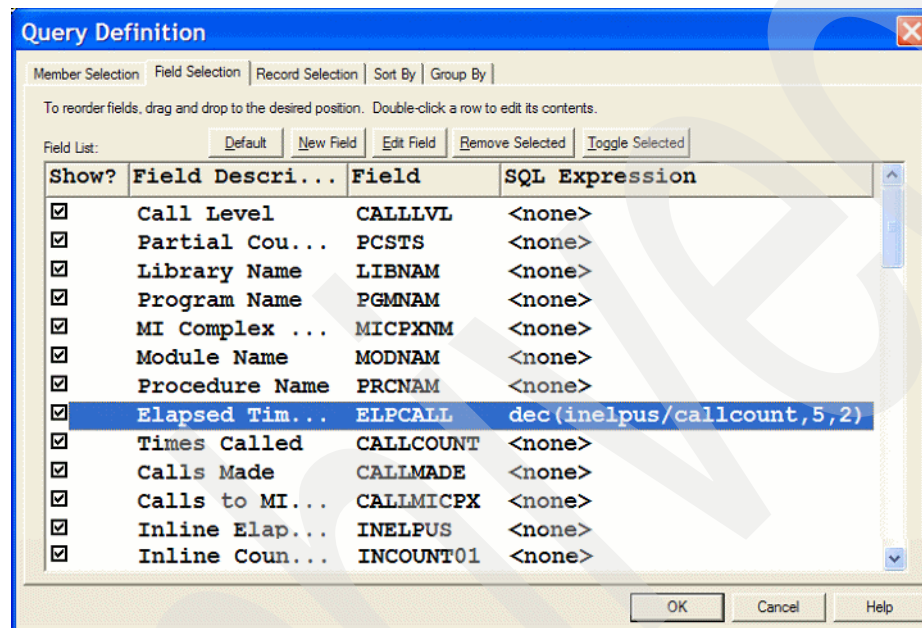 Query Definition
Member Selection Field Selection Record Selection Sort By Group By
To reorder fields, drag and drop to the desired position. Double-click a row to edit its contents.
Field List: Default New Field Edit Field Remove Selected Toggle Selected
Show? Field Descri... Field SQL Expression
Call Level CALLLVL <none>
Partial Cou... PCSTS <none>
Library Name LIBNAM <none>
Program Name PGMNAM <none>
MI Complex ... MICPXNM <none>
Module Name MODNAM <none>
Procedure Name PRCNAM <none>
Elapsed Tim... ELPCALL dec(inelpus/callcount,5,2)
Times Called CALLCOUNT <none>
Calls Made CALLMADE <none>
Calls to MI... CALLMICPX <none>
Inline Elap... INELPUS <none>
Inline Coun... INCOUNT01 <none>
OK Cancel Help